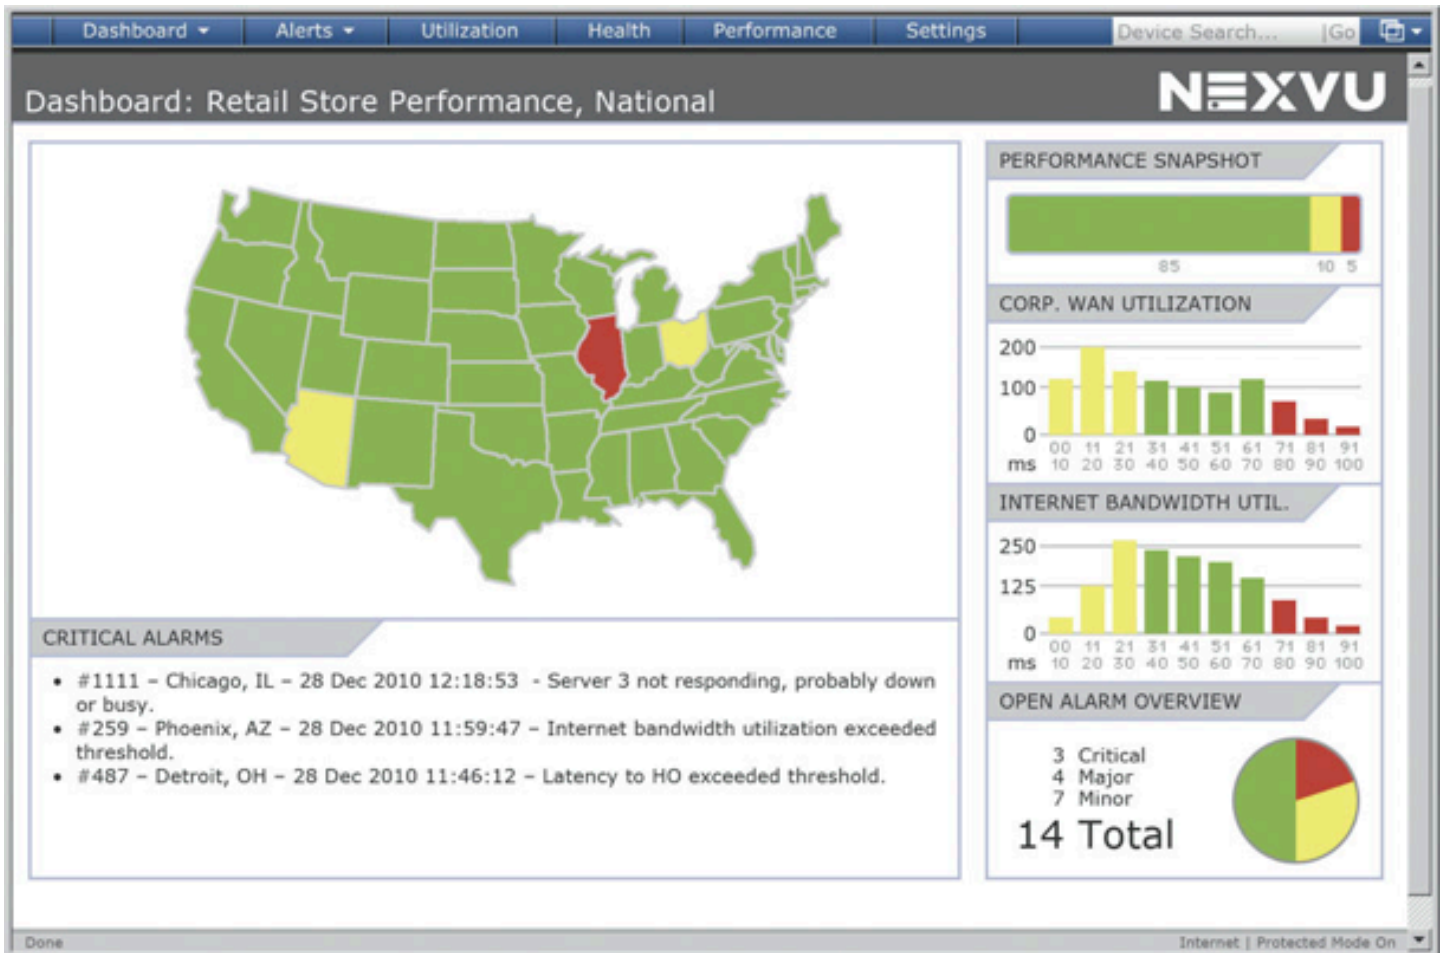 Dashboard Alerts Utilization Health Performance Settings Device Search... |Go
Dashboard: Retail Store Performance, National
NEXVU
PERFORMANCE SNAPSHOT
85 10 5
CORP. WAN UTILIZATION
200
100
0
00 11 21 31 41 51 61 71 81 91
ms 10 20 30 40 50 60 70 80 90 100
INTERNET BANDWIDTH UTIL.
250
125
0
00 11 21 31 41 51 61 71 81 91
ms 10 20 30 40 50 60 70 80 90 100
CRITICAL ALARMS
• #1111 – Chicago, IL – 28 Dec 2010 12:18:53 - Server 3 not responding, probably down
or busy.
• #259 – Phoenix, AZ – 28 Dec 2010 11:59:47 – Internet bandwidth utilization exceeded
threshold.
• #487 – Detroit, OH – 28 Dec 2010 11:46:12 – Latency to HO exceeded threshold.
OPEN ALARM OVERVIEW
3 Critical
4 Major
7 Minor
14 Total
Done
Internet | Protected Mode On